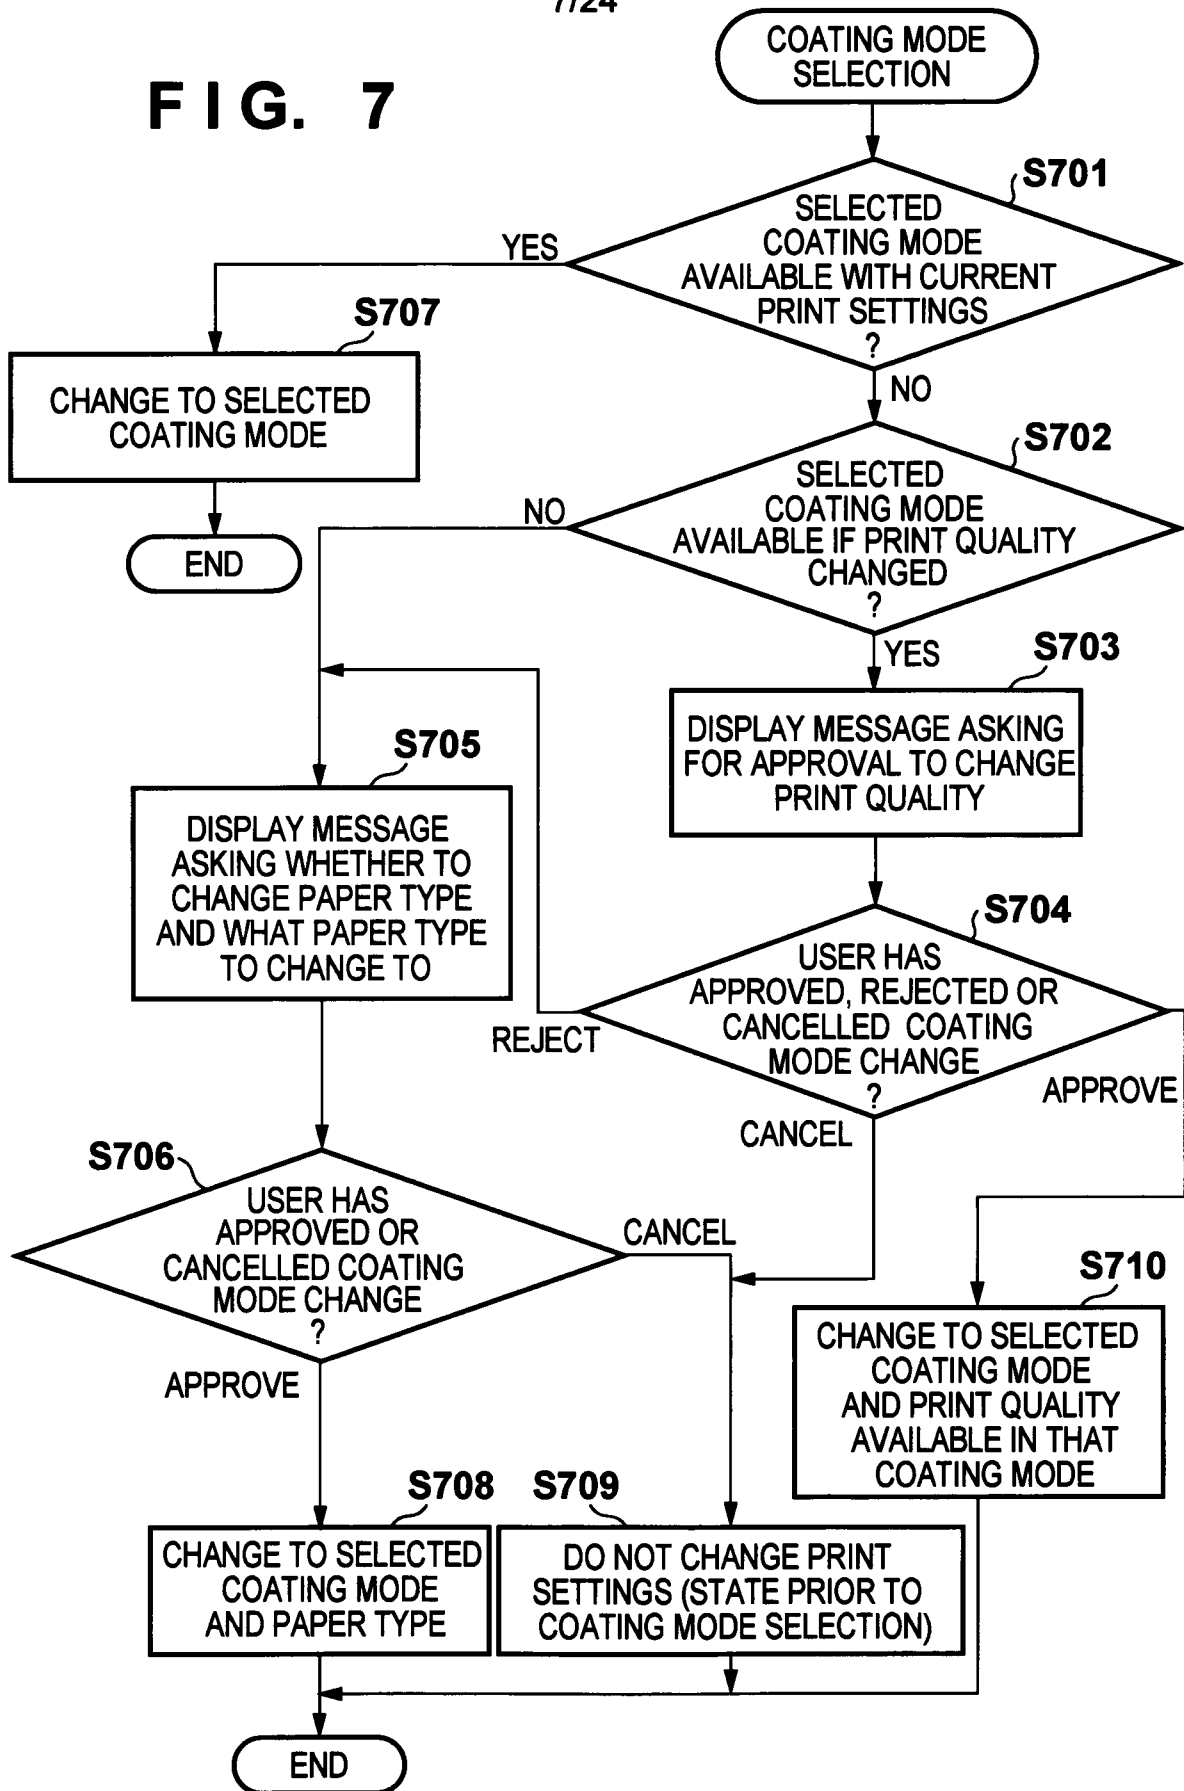 7/24
FIG. 7
COATING MODE
SELECTION
S701
SELECTED
COATING MODE
AVAILABLE WITH CURRENT
PRINT SETTINGS
?
YES
NO
S707
CHANGE TO SELECTED
COATING MODE
END
S702
SELECTED
COATING MODE
AVAILABLE IF PRINT QUALITY
CHANGED
?
NO
YES
S703
DISPLAY MESSAGE ASKING
FOR APPROVAL TO CHANGE
PRINT QUALITY
S705
DISPLAY MESSAGE
ASKING WHETHER TO
CHANGE PAPER TYPE
AND WHAT PAPER TYPE
TO CHANGE TO
S704
USER HAS
APPROVED, REJECTED OR
CANCELLED COATING
MODE CHANGE
?
REJECT
CANCEL
APPROVE
S706
USER HAS
APPROVED OR
CANCELLED COATING
MODE CHANGE
?
CANCEL
APPROVE
S710
CHANGE TO SELECTED
COATING MODE
AND PRINT QUALITY
AVAILABLE IN THAT
COATING MODE
S708
CHANGE TO SELECTED
COATING MODE
AND PAPER TYPE
S709
DO NOT CHANGE PRINT
SETTINGS (STATE PRIOR TO
COATING MODE SELECTION)
END